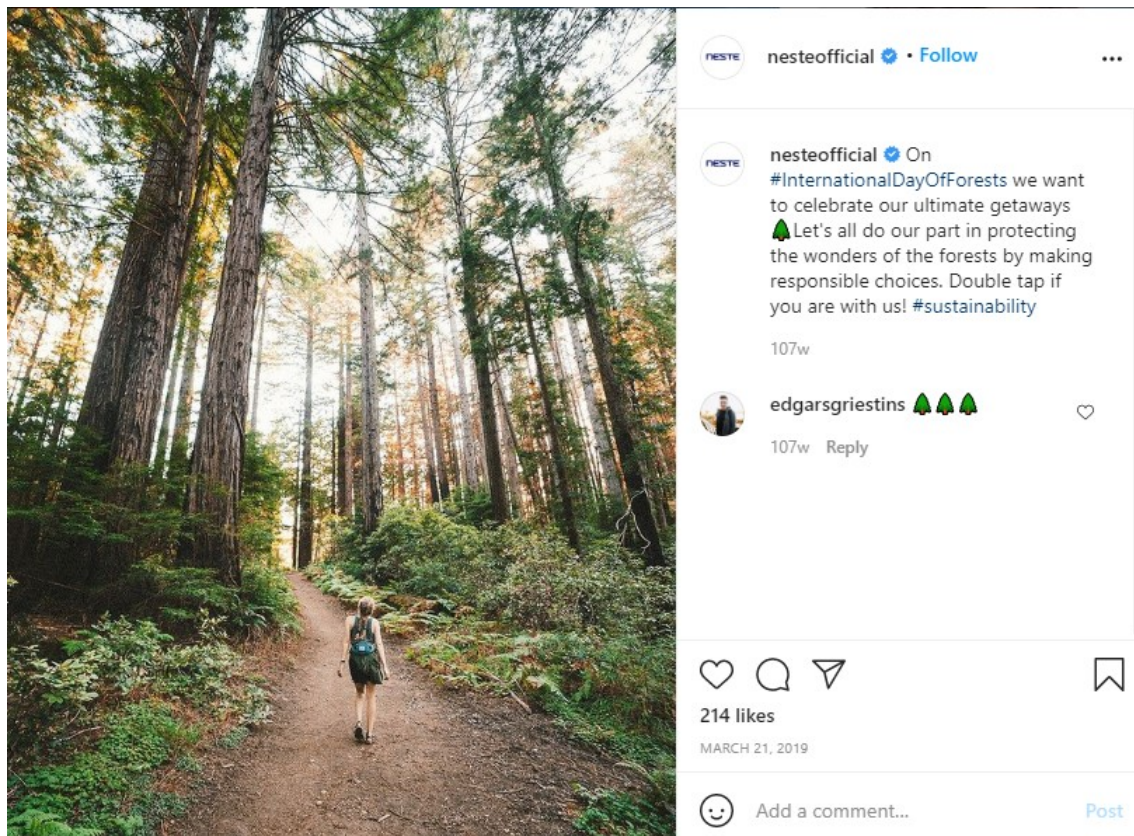 NESTE nesteofficial • Follow
NESTE nesteofficial On
#InternationalDayOfForests we want
to celebrate our ultimate getaways
🌲Let's all do our part in protecting
the wonders of the forests by making
responsible choices. Double tap if
you are with us! #sustainability
107w
edgarsgriestins 🌲🌲🌲
107w Reply
214 likes
MARCH 21, 2019
Add a comment... Post